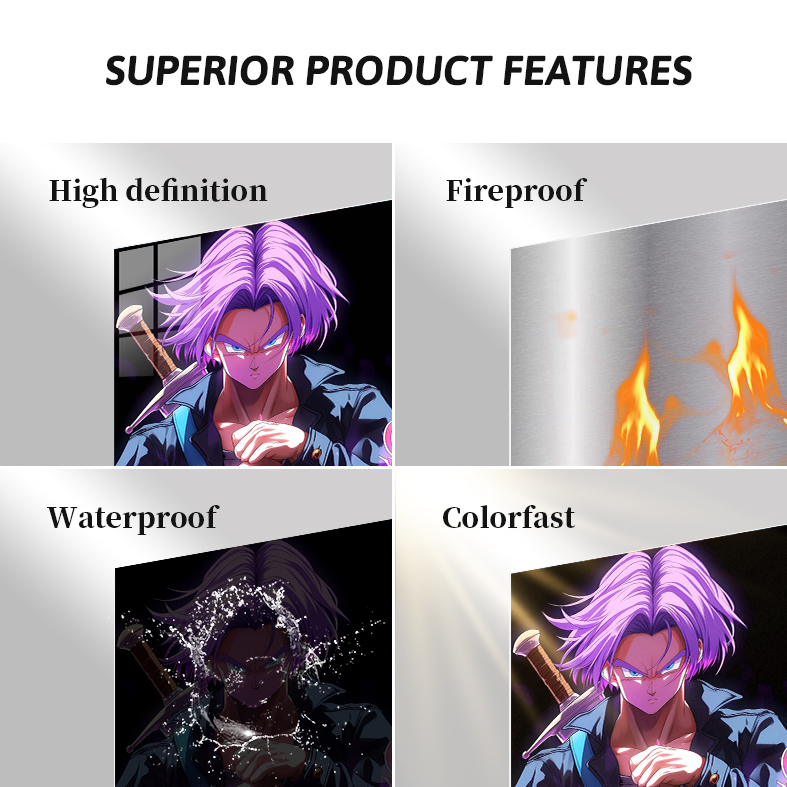 SUPERIOR PRODUCT FEATURES
High definition
Fireproof
Waterproof
Colorfast